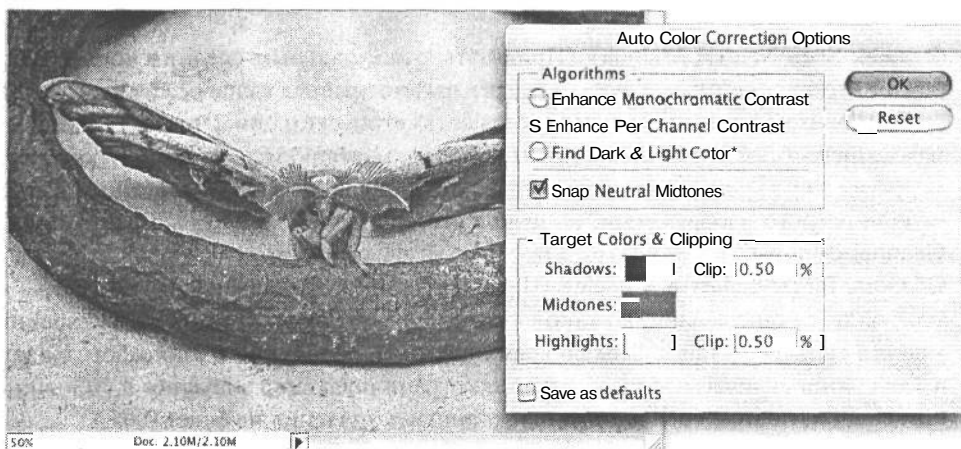 Auto Color Correction Options
Algorithms
Enhance Monochromatic Contrast
S Enhance Per Channel Contrast
Find Dark & Light Cotor*
Snap Neutral Midtones
OK
Reset
- Target Colors & Clipping
Shadows: Clip: 0.50 %
Midtones:
Highlights: Clip: 0.50 %
Save as defaults
50% Doc: 2.10M/2.10M